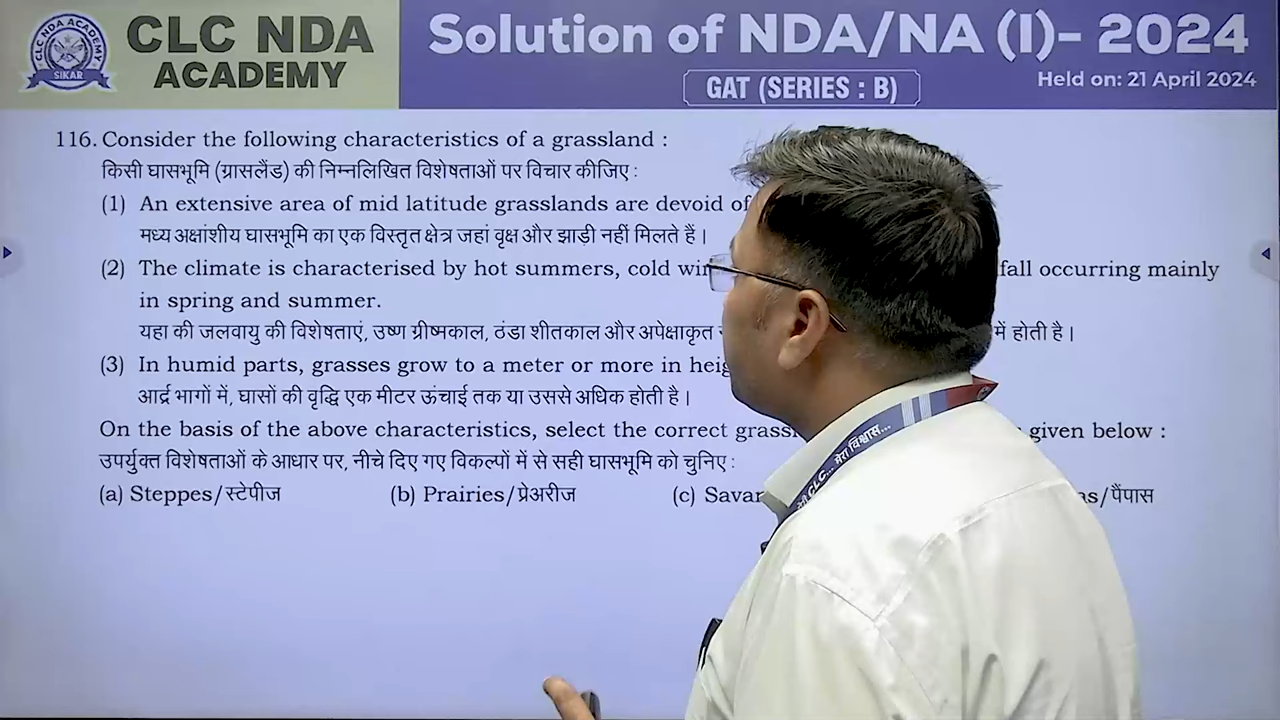 CLC NDA ACADEMY
SIKAR
CLC NDA
ACADEMY
Solution of NDA/NA (I)- 2024
GAT (SERIES : B)
Held on: 21 April 2024
116. Consider the following characteristics of a grassland :
किसी घासभूमि (ग्रासलैंड) की निम्नलिखित विशेषताओं पर विचार कीजिए :
(1) An extensive area of mid latitude grasslands are devoid of
मध्य अक्षांशीय घासभूमि का एक विस्तृत क्षेत्र जहां वृक्ष और झाड़ी नहीं मिलते हैं।
(2) The climate is characterised by hot summers, cold fall occurring mainly
in spring and summer.
यहा की जलवायु की विशेषताएं, उष्ण ग्रीष्मकाल, ठंडा शीतकाल और अपेक्षाकृत में होती है।
(3) In humid parts, grasses grow to a meter or more in
आर्द्र भागों में, घासों की वृद्धि एक मीटर ऊंचाई तक या उससे अधिक होती है।
On the basis of the above characteristics, select the correct given below :
उपर्युक्त विशेषताओं के आधार पर, नीचे दिए गए विकल्पों में से सही घासभूमि को चुनिए :
(a) Steppes/स्टेपीज (b) Prairies/प्रेअरीज (c) as/पैंपास
CLC... मेरा विश्वास...